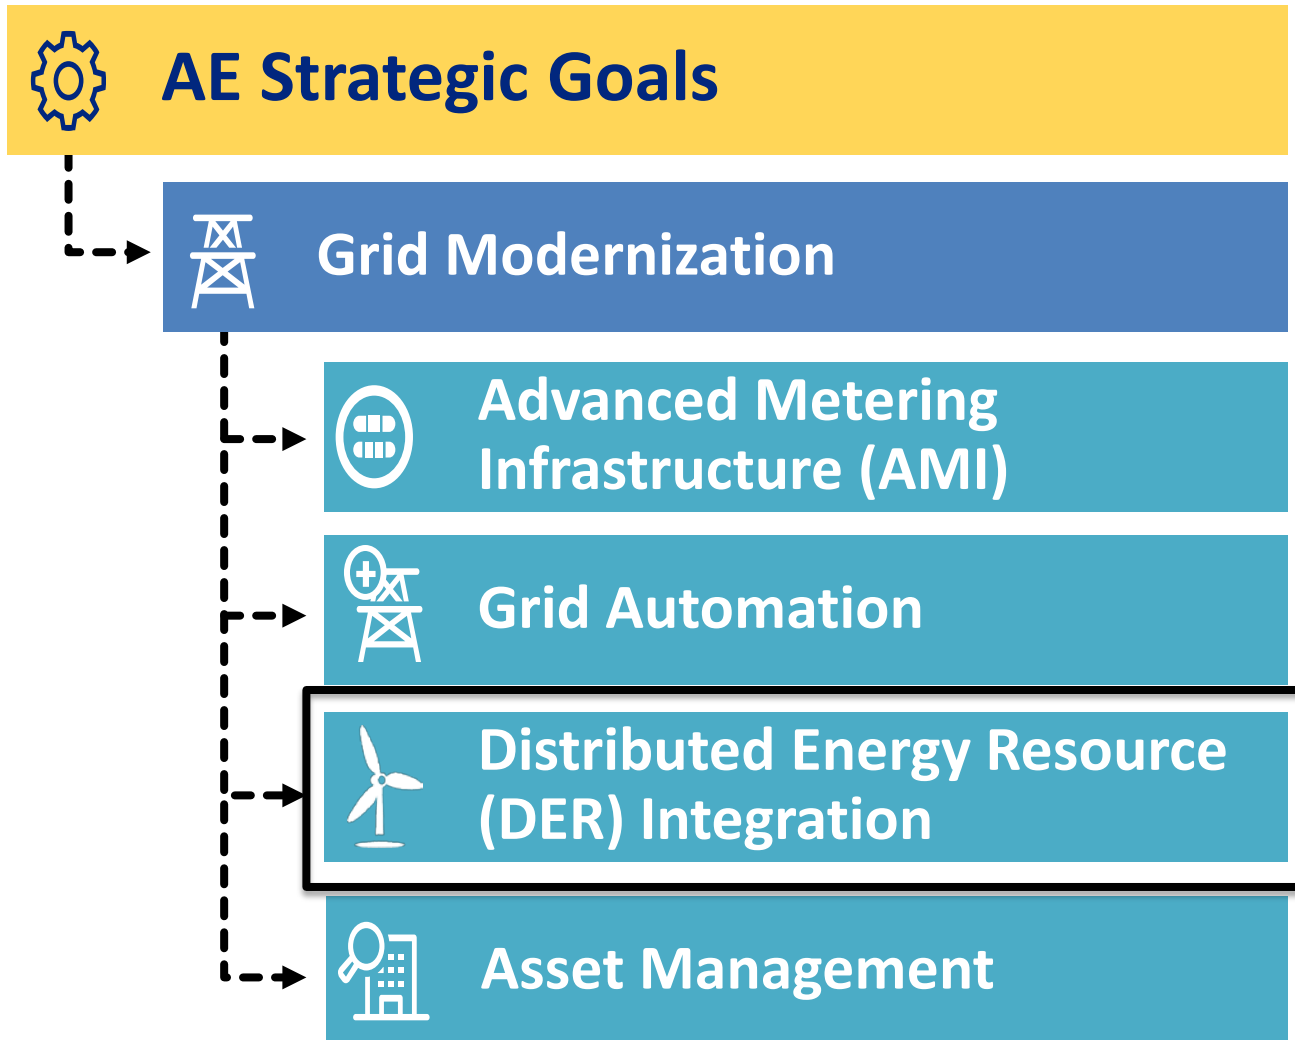 AE Strategic Goals
Grid Modernization
Advanced Metering
Infrastructure (AMI)
Grid Automation
Distributed Energy Resource
(DER) Integration
Asset Management